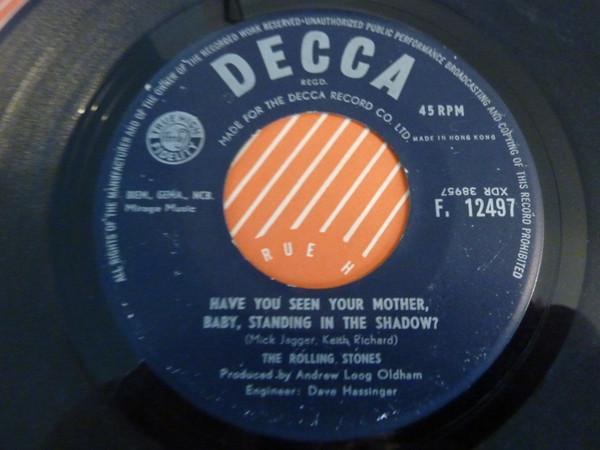 ALL RIGHTS OF THE MANUFACTURER AND OF THE OWNER OF THE RECORDED WORK RESERVED·UNAUTHORIZED PUBLIC PERFORMANCE BROADCASTING AND COPYING OF THIS RECORD PROHIBITED
DECCA
REGD.
MADE FOR THE DECCA RECORD CO. LTD.
MADE IN HONG KONG
45 RPM
BIEM., GEMA., NCB.
Mirage Music
XDR 38957
F. 12497
RUE H
HAVE YOU SEEN YOUR MOTHER,
BABY, STANDING IN THE SHADOW?
(Mick Jagger, Keith Richard)
THE ROLLING STONES
Produced by Andrew Loog Oldham
Engineer: Dave Hassinger